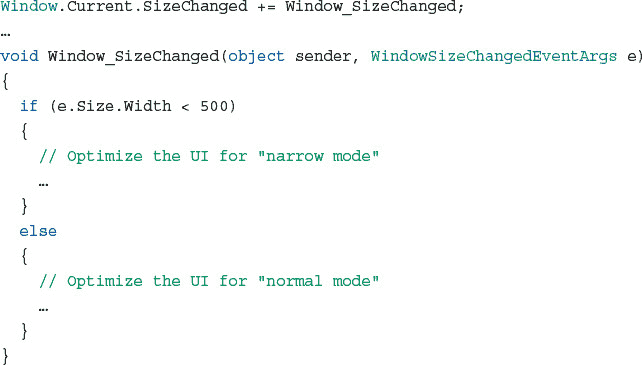 Window.Current.SizeChanged += Window_SizeChanged;
…
void Window_SizeChanged(object sender, WindowSizeChangedEventArgs e)
{
  if (e.Size.Width < 500)
  {
    // Optimize the UI for "narrow mode"
    …
  }
  else
  {
    // Optimize the UI for "normal mode"
    …
  }
}